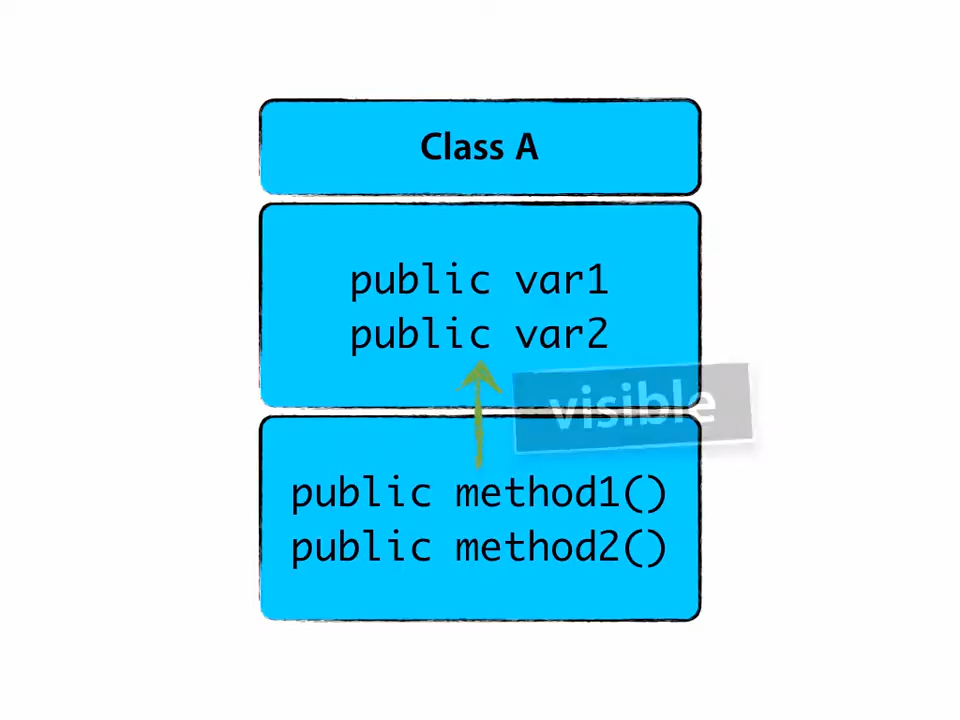 Class A
public var1
public var2
visible
public method1()
public method2()